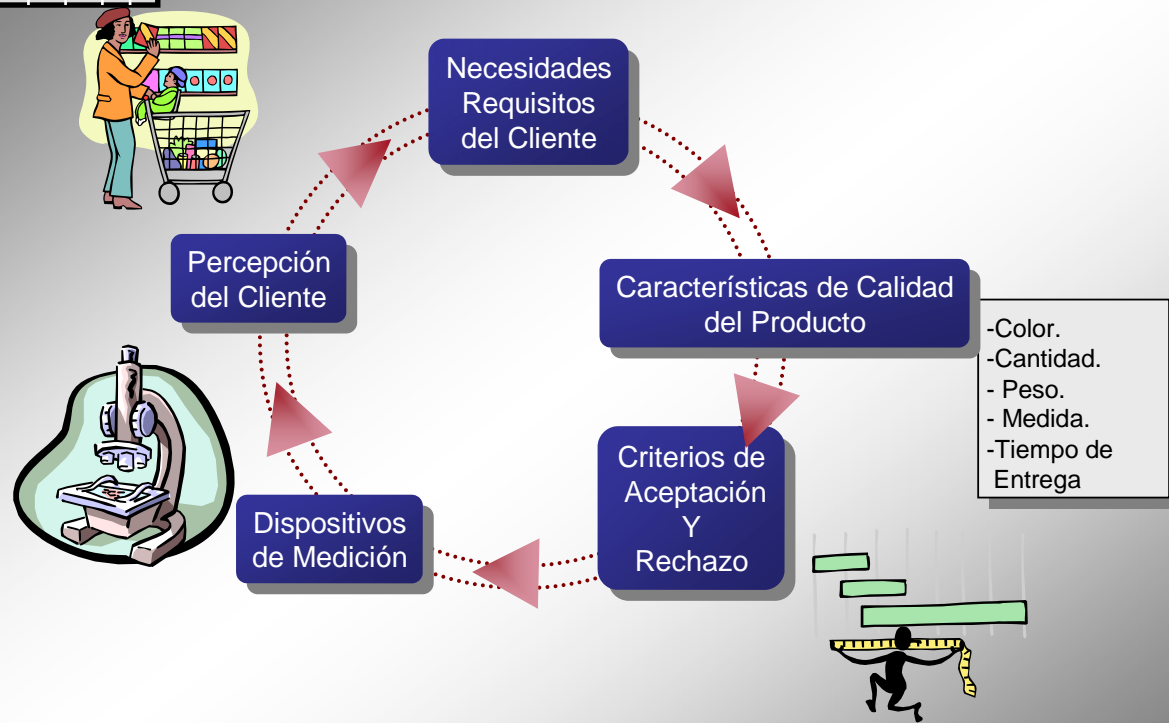 Necesidades
Requisitos
del Cliente
Característícas de Calidad
del Producto
-Color.
-Cantidad.
- Peso.
- Medida.
-Tiempo de
Entrega
Criterios de
Aceptación
Y
Rechazo
Dispositivos
de Medición
Percepción
del Cliente